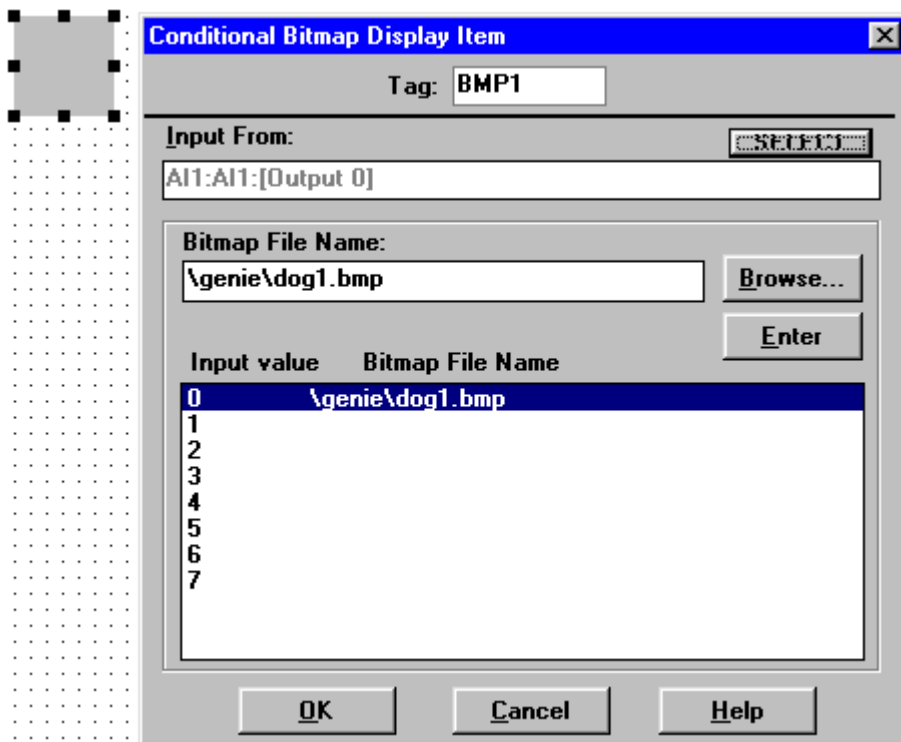 Conditional Bitmap Display Item
Tag: BMP1
Input From:
SELECT
AI1:AI1:[Output 0]
Bitmap File Name:
\genie\dog1.bmp
Browse...
Enter
Input value Bitmap File Name
0 \genie\dog1.bmp
1
2
3
4
5
6
7
OK Cancel Help